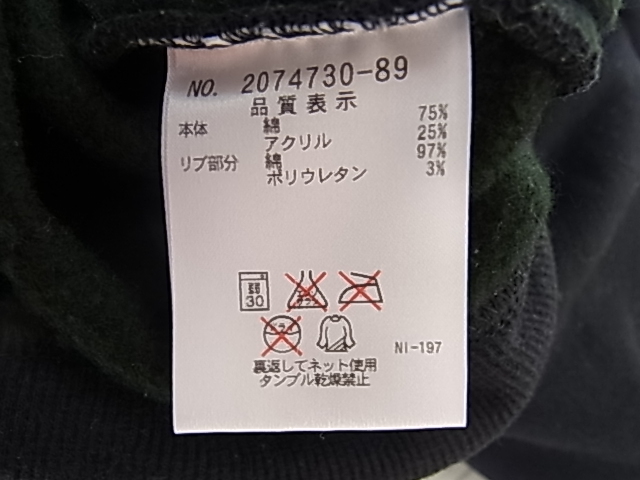 NO. 2074730-89
品質表示
本体 綿 75%
アクリル 25%
リブ部分 綿 97%
ポリウレタン 3%
弱
30
NI-197
裏返してネット使用
タンブル乾燥禁止